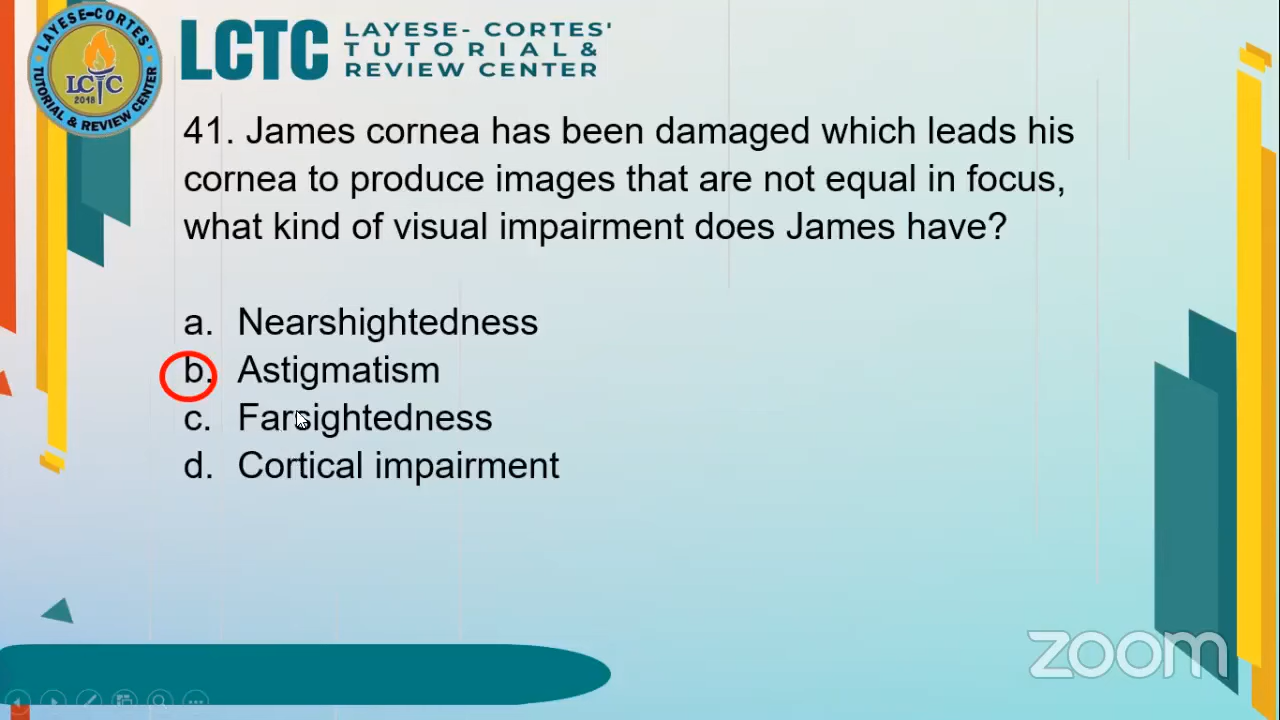 LAYESE-CORTES'
LCTC
2018
TUTORIAL & REVIEW CENTER
LCTC
LAYESE- CORTES'
TUTORIAL &
REVIEW CENTER
41. James cornea has been damaged which leads his
cornea to produce images that are not equal in focus,
what kind of visual impairment does James have?
a. Nearshightedness
b. Astigmatism
c. Farsightedness
d. Cortical impairment
zoom